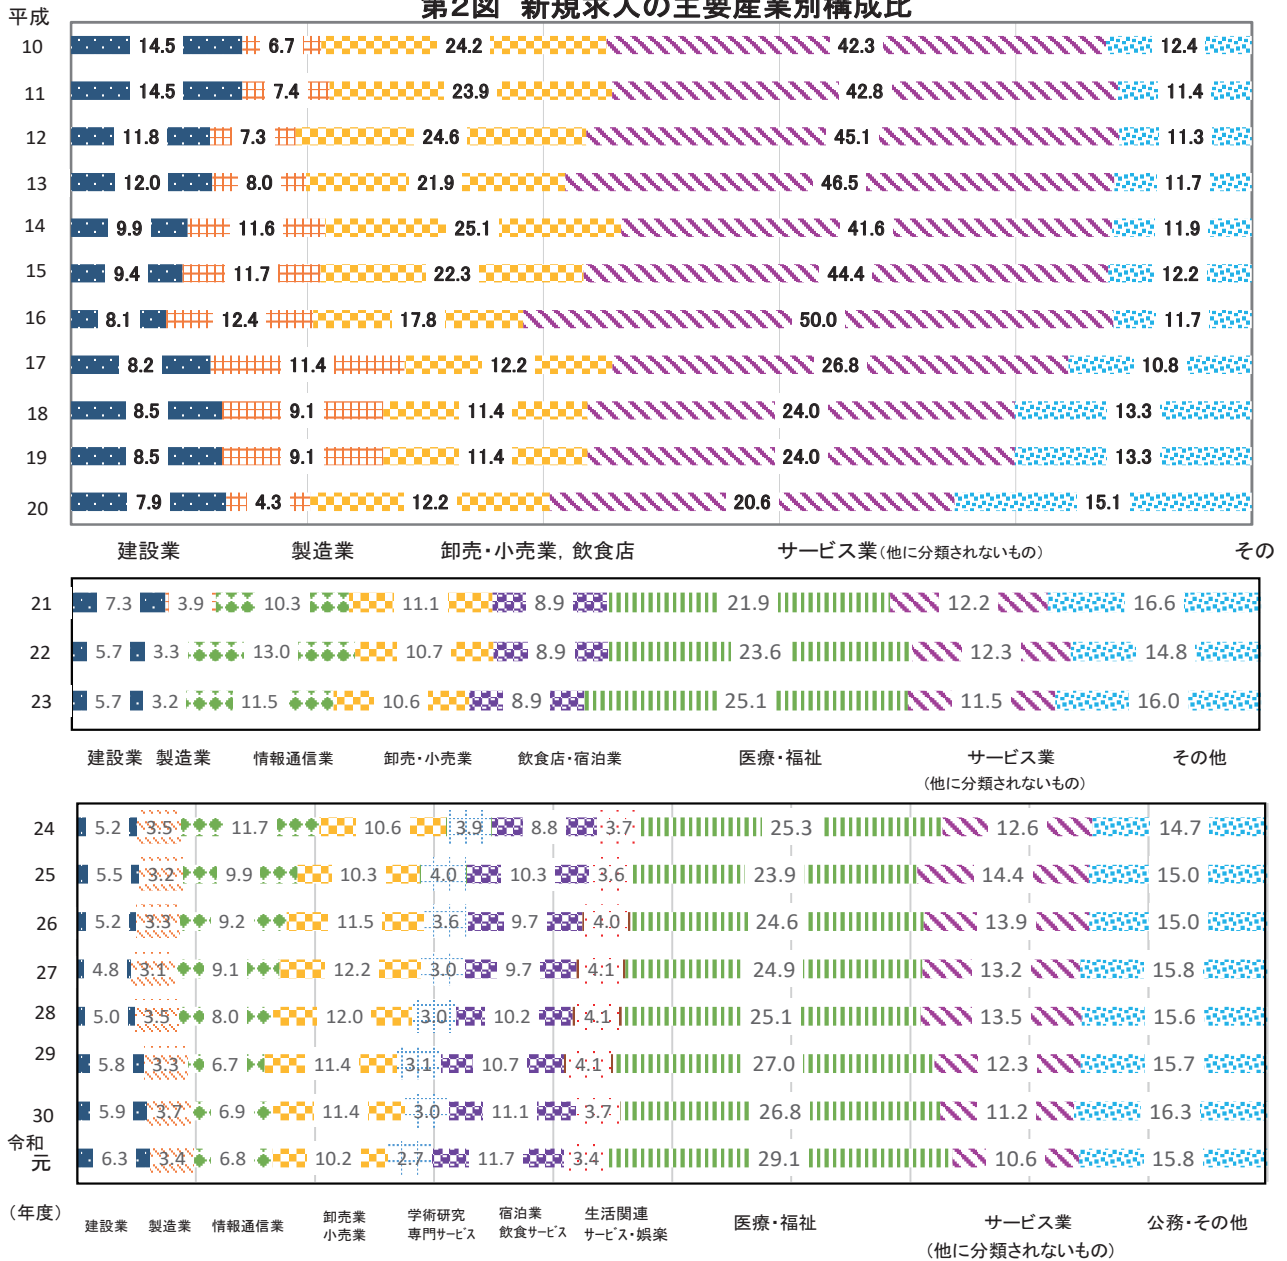 第2図 新規求人の主要産業別構成比
平成
10 14.5 6.7 24.2 42.3 12.4
11 14.5 7.4 23.9 42.8 11.4
12 11.8 7.3 24.6 45.1 11.3
13 12.0 8.0 21.9 46.5 11.7
14 9.9 11.6 25.1 41.6 11.9
15 9.4 11.7 22.3 44.4 12.2
16 8.1 12.4 17.8 50.0 11.7
17 8.2 11.4 12.2 26.8 10.8
18 8.5 9.1 11.4 24.0 13.3
19 8.5 9.1 11.4 24.0 13.3
20 7.9 4.3 12.2 20.6 15.1
建設業 製造業 卸売・小売業, 飲食店 サービス業(他に分類されないもの) その
21 7.3 3.9 10.3 11.1 8.9 21.9 12.2 16.6
22 5.7 3.3 13.0 10.7 8.9 23.6 12.3 14.8
23 5.7 3.2 11.5 10.6 8.9 25.1 11.5 16.0
建設業 製造業 情報通信業 卸売・小売業 飲食店・宿泊業 医療・福祉 サービス業 その他
(他に分類されないもの)
24 5.2 3.5 11.7 10.6 3.9 8.8 3.7 25.3 12.6 14.7
25 5.5 3.2 9.9 10.3 4.0 10.3 3.6 23.9 14.4 15.0
26 5.2 3.3 9.2 11.5 3.6 9.7 4.0 24.6 13.9 15.0
27 4.8 3.1 9.1 12.2 3.0 9.7 4.1 24.9 13.2 15.8
28 5.0 3.5 8.0 12.0 3.0 10.2 4.1 25.1 13.5 15.6
29 5.8 3.3 6.7 11.4 3.1 10.7 4.1 27.0 12.3 15.7
30 5.9 3.7 6.9 11.4 3.0 11.1 3.7 26.8 11.2 16.3
令和
元 6.3 3.4 6.8 10.2 2.7 11.7 3.4 29.1 10.6 15.8
(年度)
建設業 製造業 情報通信業 卸売業 学術研究 宿泊業 生活関連 医療・福祉 サービス業 公務・その他
小売業 専門サービス 飲食サービス サービス・娯楽
(他に分類されないもの)